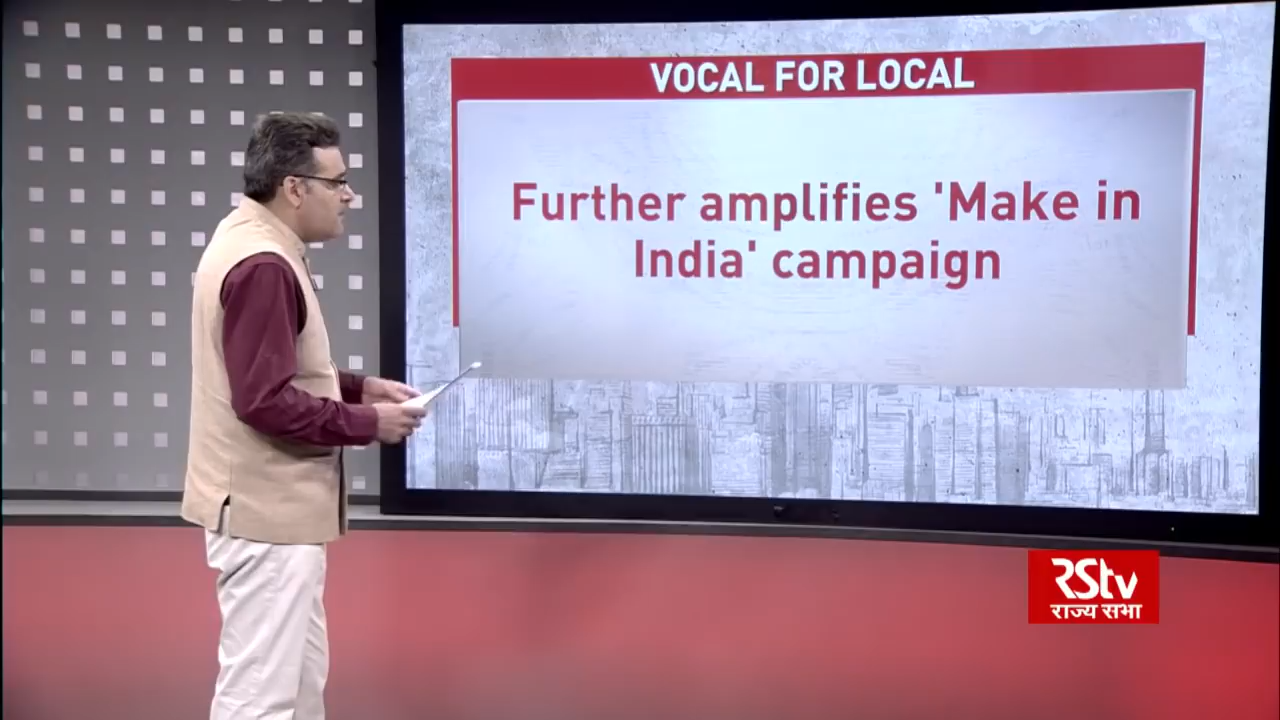 VOCAL FOR LOCAL
Further amplifies 'Make in
India' campaign
RStv
राज्य सभा